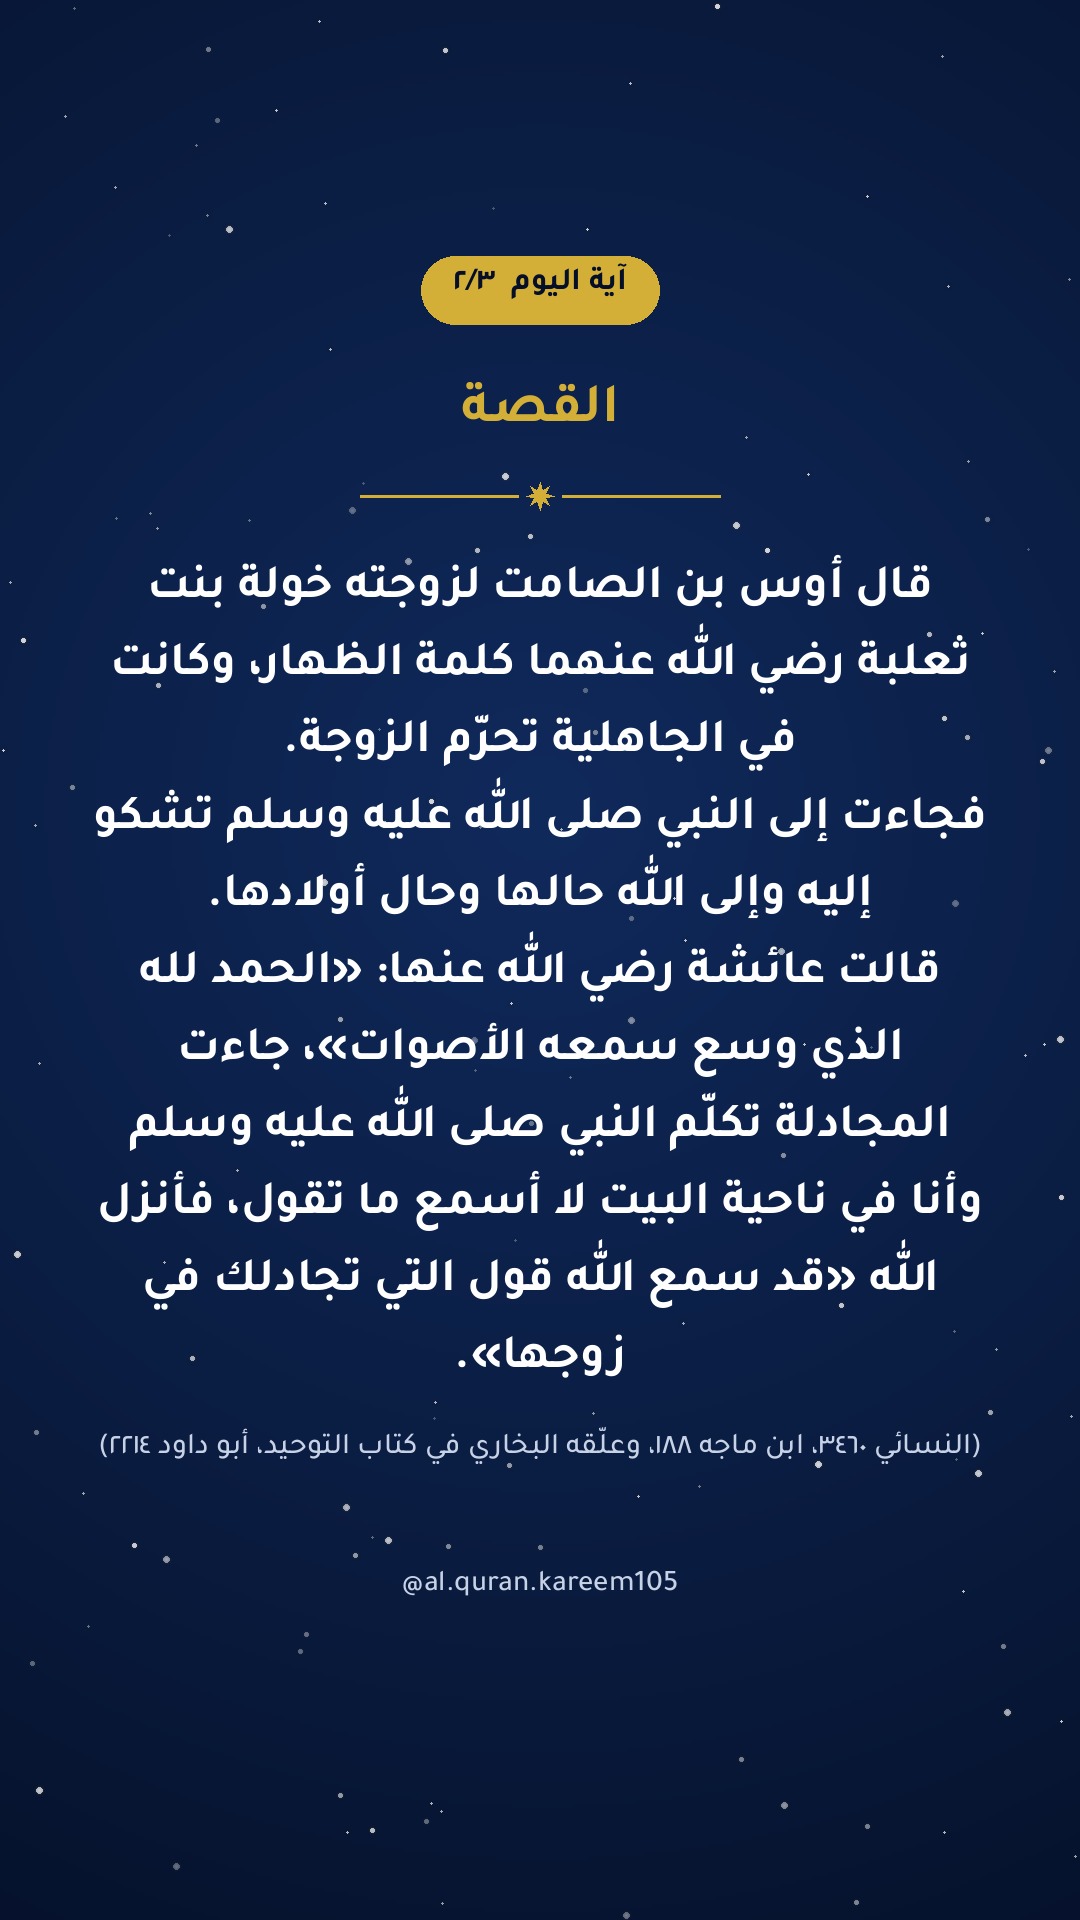 آية اليوم ٢/٣
القصة
قال أوس بن الصامت لزوجته خولة بنت
ثعلبة رضي الله عنهما كلمة الظهار، وكانت
في الجاهلية تحرّم الزوجة.
فجاءت إلى النبي صلى الله عليه وسلم تشكو
إليه وإلى الله حالها وحال أولادها.
قالت عائشة رضي الله عنها: «الحمد لله
الذي وسع سمعه الأصوات»، جاءت
المجادلة تكلّم النبي صلى الله عليه وسلم
وأنا في ناحية البيت لا أسمع ما تقول، فأنزل
الله «قد سمع الله قول التي تجادلك في
زوجها».
(النسائي ٣٤٦٠، ابن ماجه ١٨٨، وعلّقه البخاري في كتاب التوحيد، أبو داود ٢٢١٤)
@al.quran.kareem105